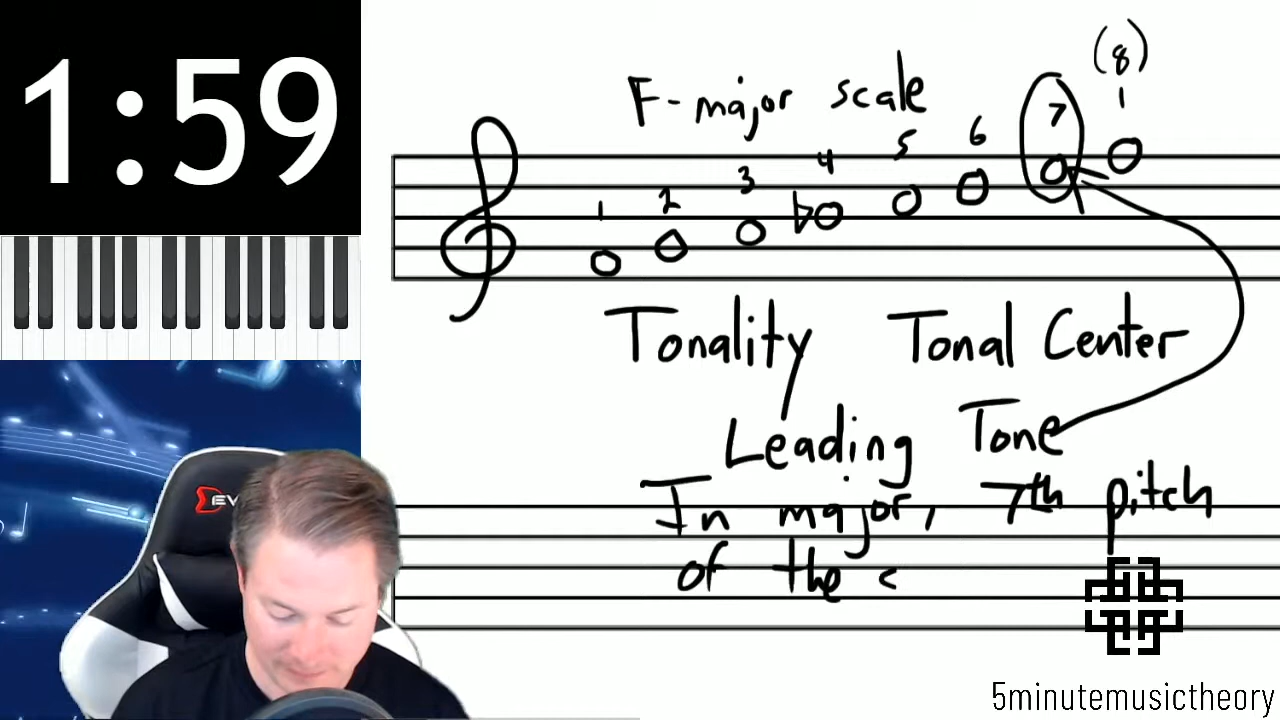 1:59
(8)
F-major scale
1 2 3 4 5 6 7 1
Tonality Tonal Center
Leading Tone
In major, 7th pitch
of the
5minutemusictheory